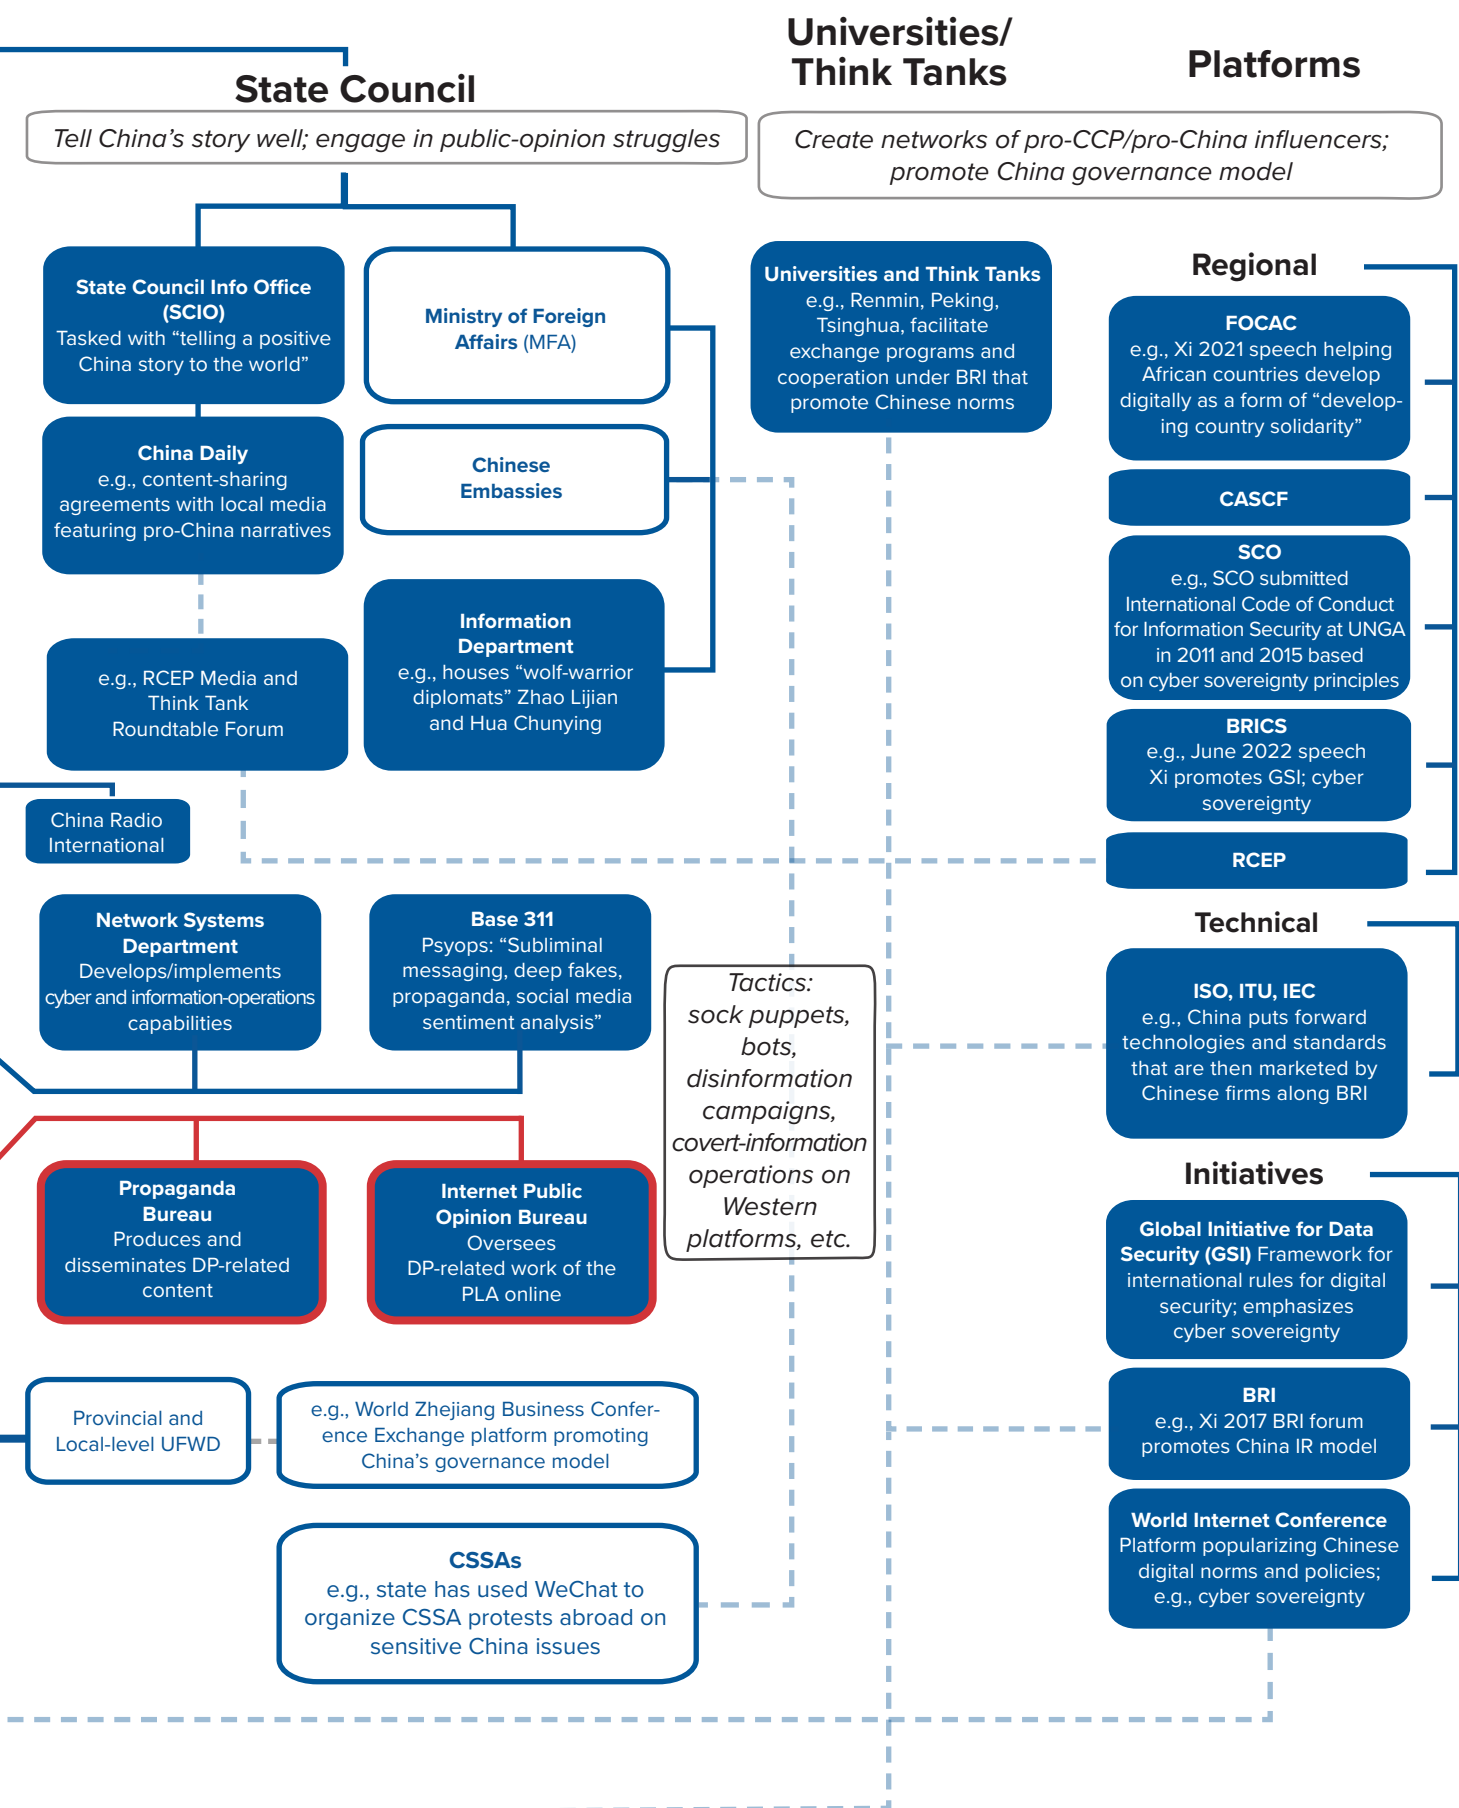 State Council
Tell China's story well; engage in public-opinion struggles
Universities/
Think Tanks
Platforms
Create networks of pro-CCP/pro-China influencers;
promote China governance model
State Council Info Office
(SCIO)
Tasked with “telling a positive
China story to the world”
Ministry of Foreign
Affairs (MFA)
China Daily
e.g., content-sharing
agreements with local media
featuring pro-China narratives
Chinese
Embassies
e.g., RCEP Media and
Think Tank
Roundtable Forum
Information
Department
e.g., houses “wolf-warrior
diplomats” Zhao Lijian
and Hua Chunying
Universities and Think Tanks
e.g., Renmin, Peking,
Tsinghua, facilitate
exchange programs and
cooperation under BRI that
promote Chinese norms
Regional
FOCAC
e.g., Xi 2021 speech helping
African countries develop
digitally as a form of “develop-
ing country solidarity”
CASCF
SCO
e.g., SCO submitted
International Code of Conduct
for Information Security at UNGA
in 2011 and 2015 based
on cyber sovereignty principles
BRICS
e.g., June 2022 speech
Xi promotes GSI; cyber
sovereignty
RCEP
China Radio
International
Network Systems
Department
Develops/implements
cyber and information-operations
capabilities
Base 311
Psyops: “Subliminal
messaging, deep fakes,
propaganda, social media
sentiment analysis”
Tactics:
sock puppets,
bots,
disinformation
campaigns,
covert-information
operations on
Western
platforms, etc.
Technical
ISO, ITU, IEC
e.g., China puts forward
technologies and standards
that are then marketed by
Chinese firms along BRI
Propaganda
Bureau
Produces and
disseminates DP-related
content
Internet Public
Opinion Bureau
Oversees
DP-related work of the
PLA online
Initiatives
Global Initiative for Data
Security (GSI) Framework for
international rules for digital
security; emphasizes
cyber sovereignty
BRI
e.g., Xi 2017 BRI forum
promotes China IR model
World Internet Conference
Platform popularizing Chinese
digital norms and policies;
e.g., cyber sovereignty
Provincial and
Local-level UFWD
e.g., World Zhejiang Business Confer-
ence Exchange platform promoting
China's governance model
CSSAs
e.g., state has used WeChat to
organize CSSA protests abroad on
sensitive China issues